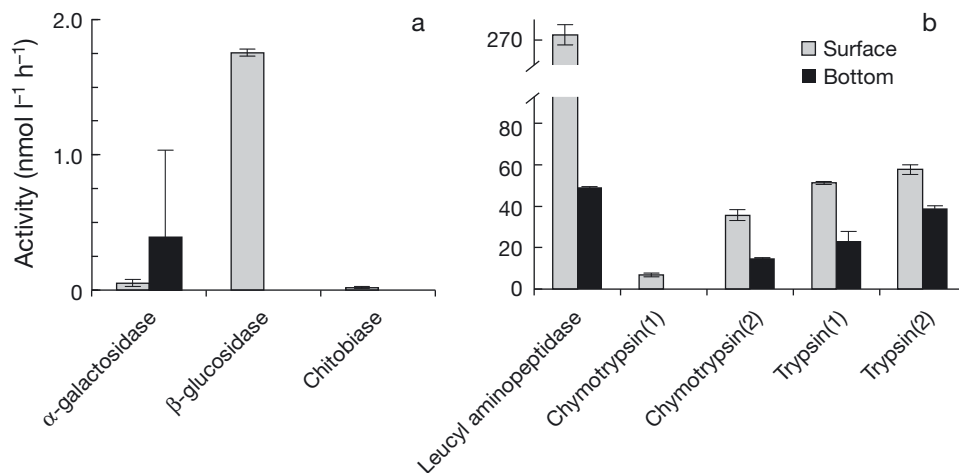 a
2.0
1.0
0
Activity (nmol l⁻¹ h⁻¹)
α-galactosidase
β-glucosidase
Chitobiase
b
270
80
60
40
20
0
Surface
Bottom
Leucyl aminopeptidase
Chymotrypsin(1)
Chymotrypsin(2)
Trypsin(1)
Trypsin(2)